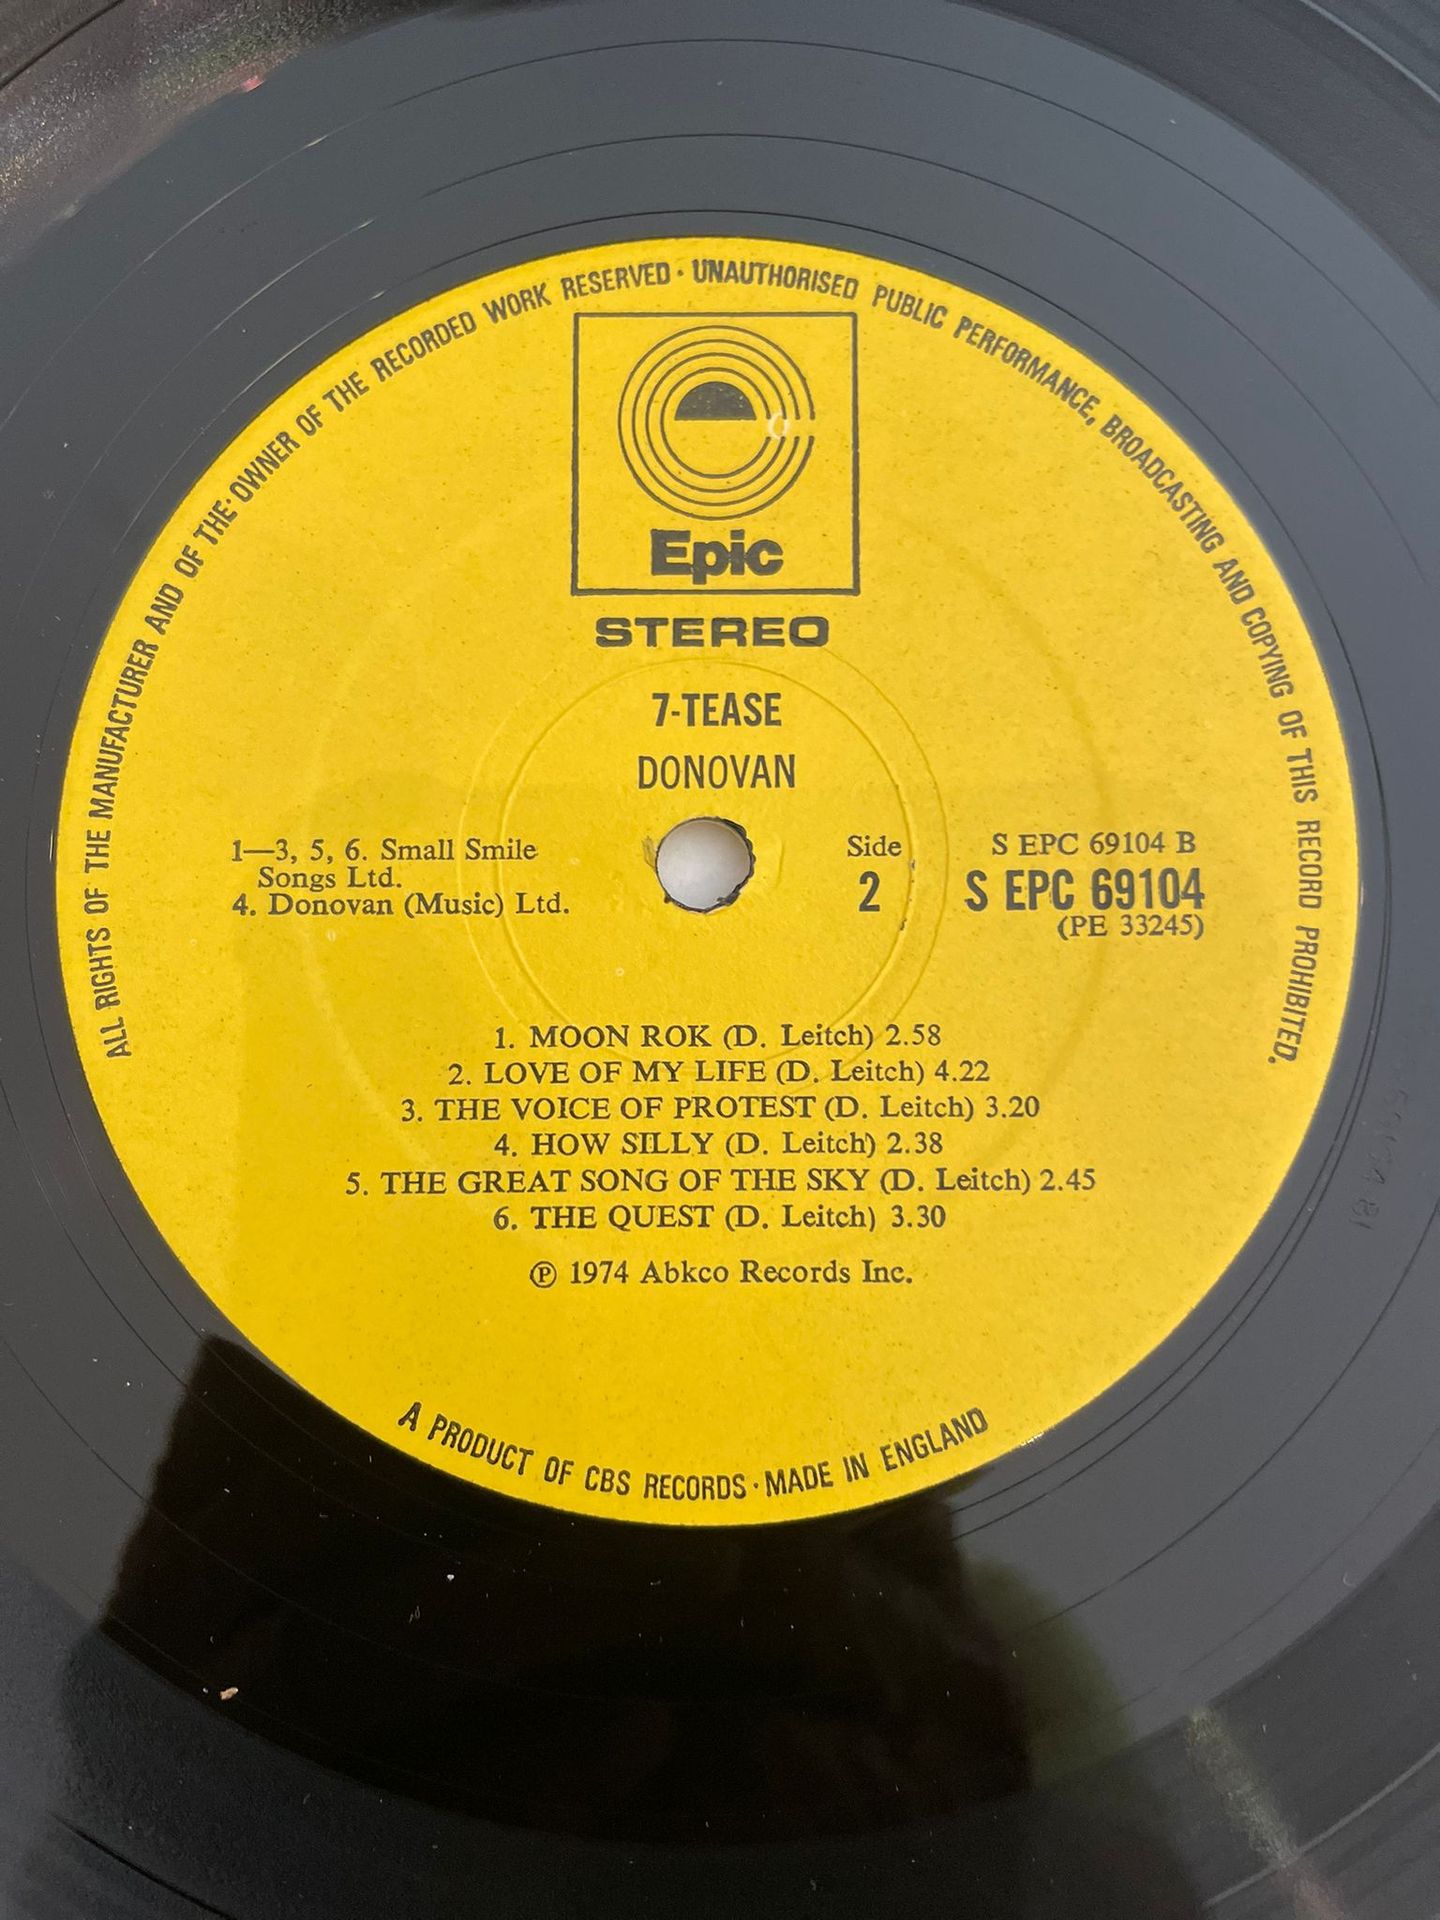 ALL RIGHTS OF THE MANUFACTURER AND OF THE OWNER OF THE RECORDED WORK RESERVED · UNAUTHORISED PUBLIC PERFORMANCE, BROADCASTING AND COPYING OF THIS RECORD PROHIBITED.
Epic
STEREO
7-TEASE
DONOVAN
1—3, 5, 6. Small Smile
Songs Ltd.
4. Donovan (Music) Ltd.
Side
2
S EPC 69104 B
S EPC 69104
(PE 33245)
1. MOON ROK (D. Leitch) 2.58
2. LOVE OF MY LIFE (D. Leitch) 4.22
3. THE VOICE OF PROTEST (D. Leitch) 3.20
4. HOW SILLY (D. Leitch) 2.38
5. THE GREAT SONG OF THE SKY (D. Leitch) 2.45
6. THE QUEST (D. Leitch) 3.30
℗ 1974 Abkco Records Inc.
A PRODUCT OF CBS RECORDS · MADE IN ENGLAND